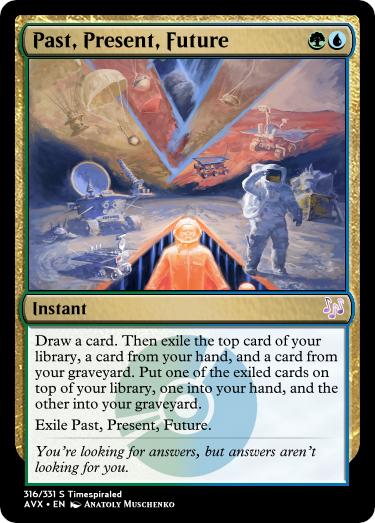 Past, Present, Future
Instant
Draw a card. Then exile the top card of your
library, a card from your hand, and a card from
your graveyard. Put one of the exiled cards on
top of your library, one into your hand, and the
other into your graveyard.
Exile Past, Present, Future.
You're looking for answers, but answers aren't
looking for you.
316/331 S Timespiraled
AVX • EN Anatoly Muschenko